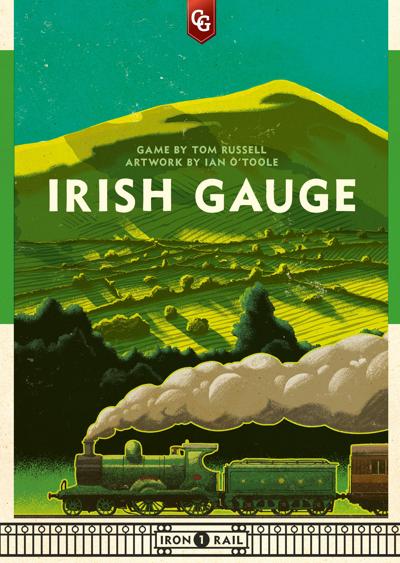 CG
GAME BY TOM RUSSELL
ARTWORK BY IAN O'TOOLE
IRISH GAUGE
IRON 1 RAIL